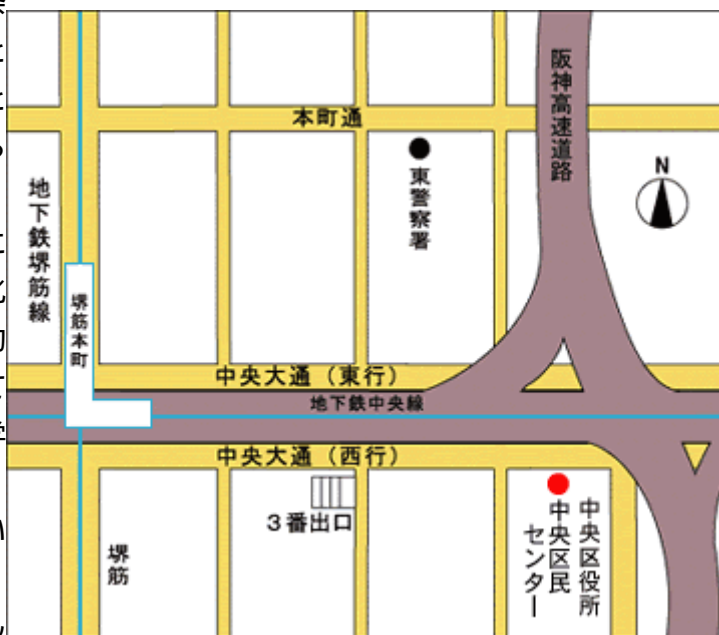 本町通
阪神高速道路
N
東警察署
地下鉄堺筋線
堺筋本町
中央大通（東行）
地下鉄中央線
中央大通（西行）
3番出口
堺筋
中央区役所
中央区民
センター